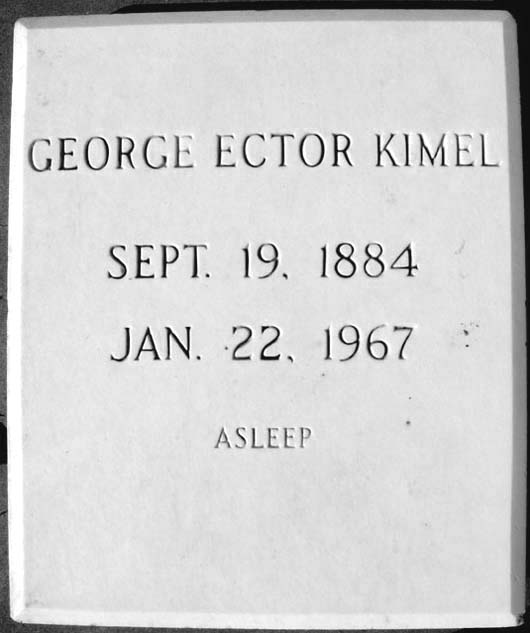 GEORGE ECTOR KIMEL
SEPT. 19, 1884
JAN. 22, 1967
ASLEEP